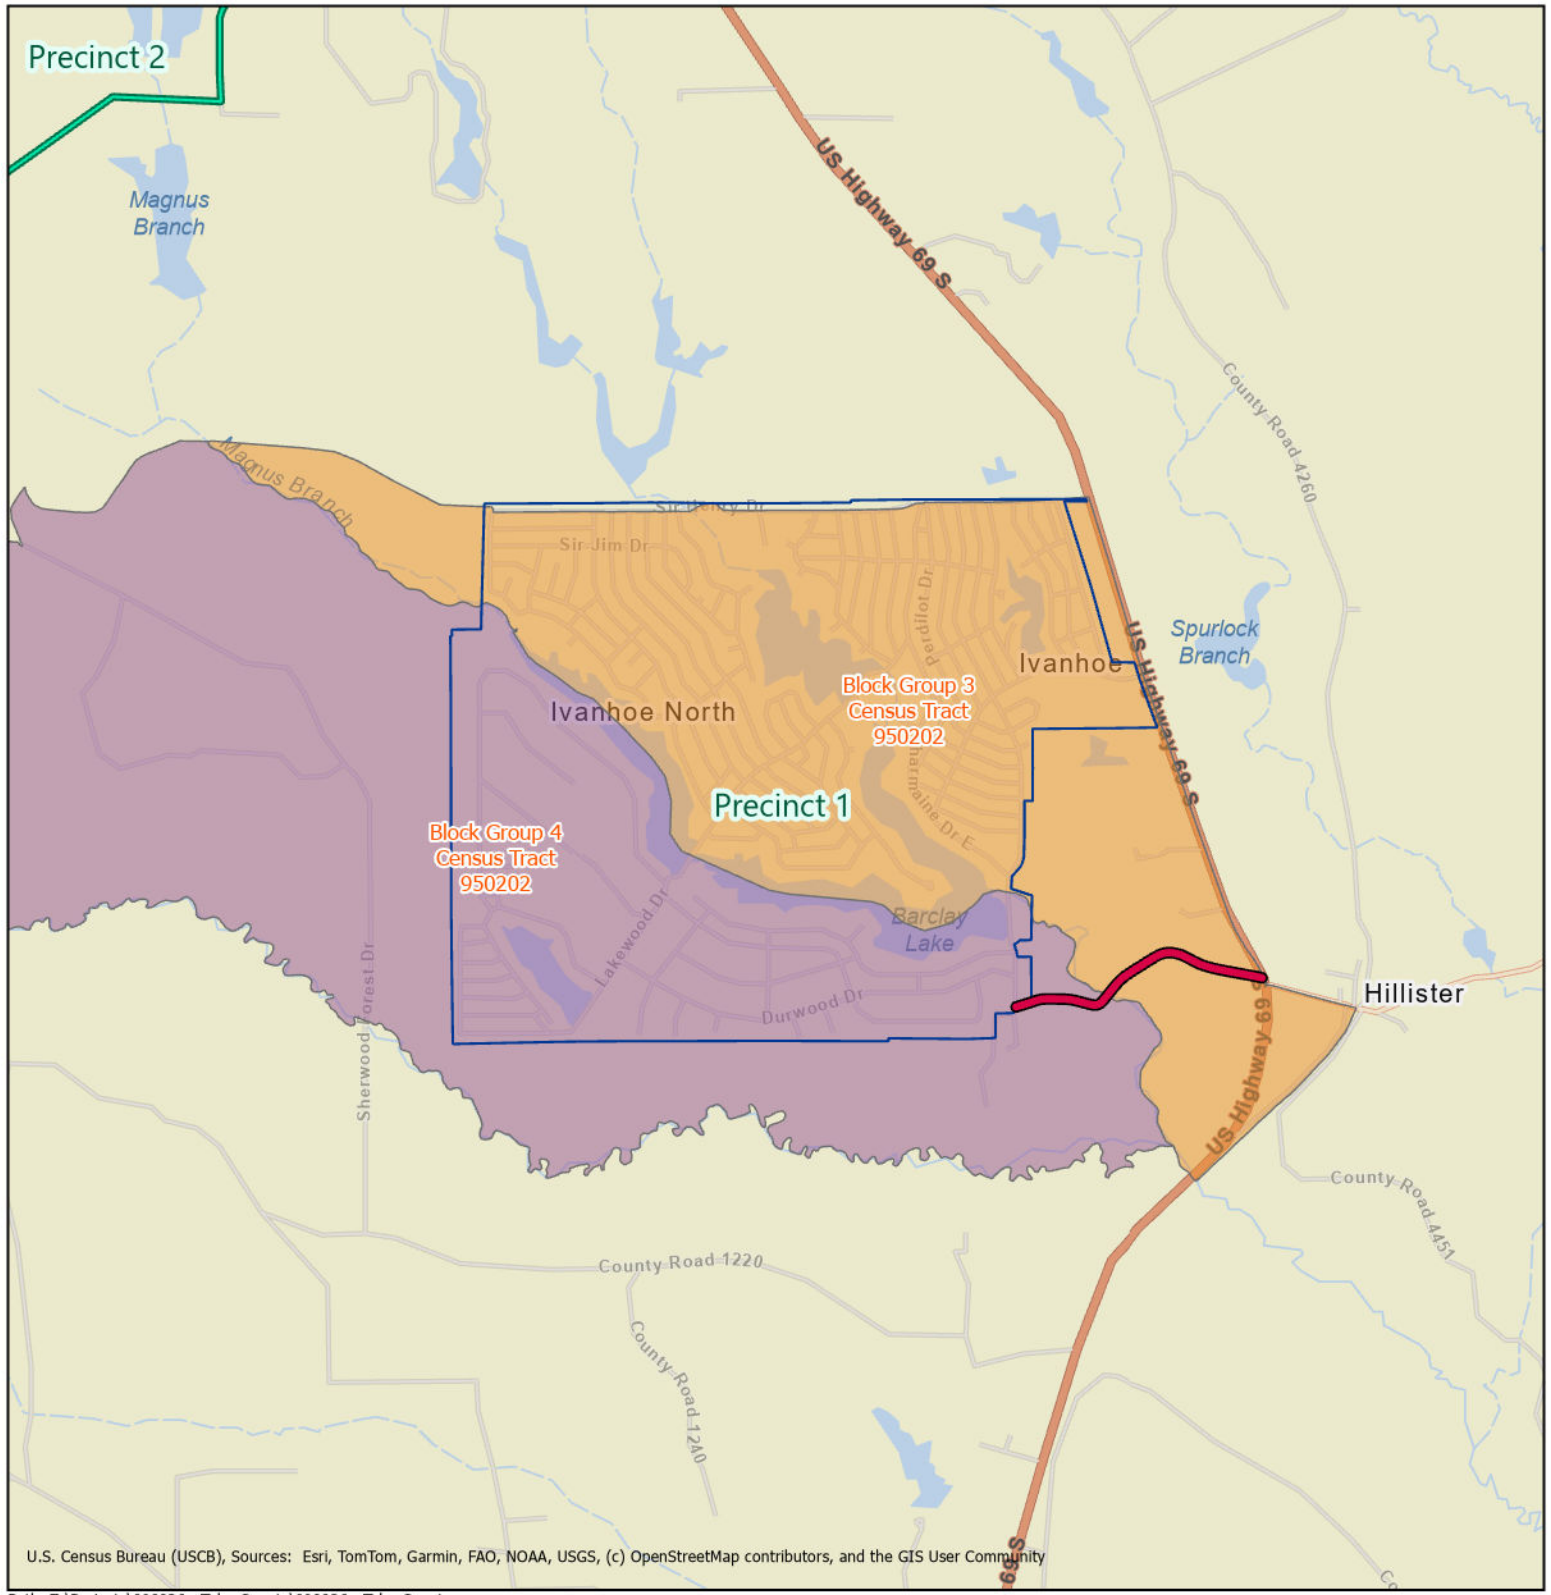 Precinct 2
Magnus
Branch
US Highway 69 S
County Road 4260
Magnus Branch
Sir Henry Dr
Sir Jim Dr
Perdilot Dr
Spurlock
Branch
US Highway 69 S
Ivanhoe
Block Group 3
Census Tract
950202
Ivanhoe North
Precinct 1
harmaine Dr E
Block Group 4
Census Tract
950202
Lakewood Dr
Barclay
Lake
Sherwood Forest Dr
Durwood Dr
Hillister
US Highway 69 S
County Road 4451
County Road 1220
County Road 1240
69 S
Co
U.S. Census Bureau (USCB), Sources: Esri, TomTom, Garmin, FAO, NOAA, USGS, (c) OpenStreetMap contributors, and the GIS User Community